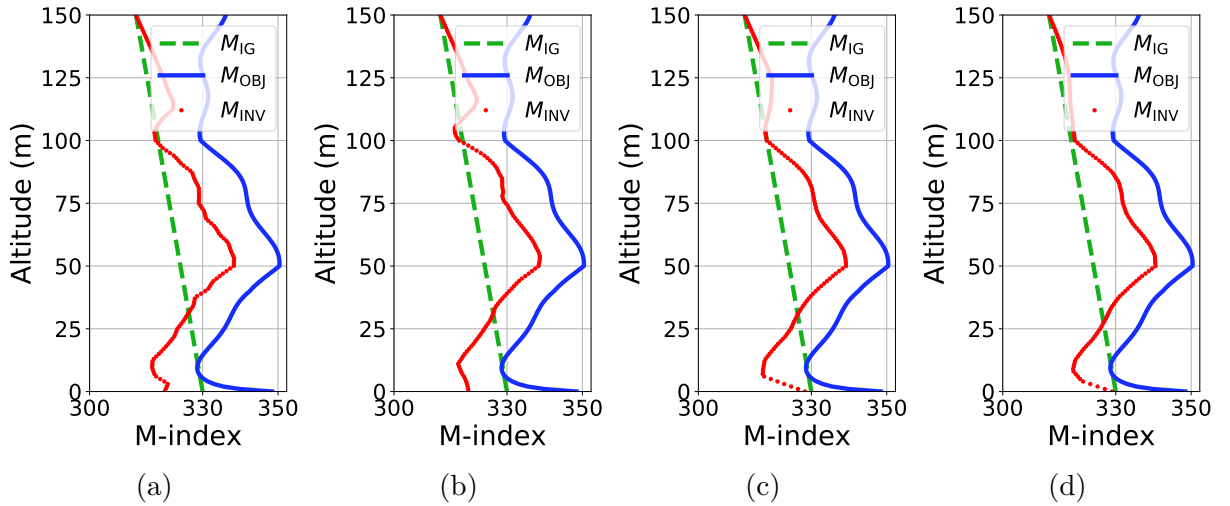 150
125
100
75
50
25
0
Altitude (m)
300
330
350
M-index
M_IG
M_OBJ
M_INV
(a)
150
125
100
75
50
25
0
Altitude (m)
300
330
350
M-index
M_IG
M_OBJ
M_INV
(b)
150
125
100
75
50
25
0
Altitude (m)
300
330
350
M-index
M_IG
M_OBJ
M_INV
(c)
150
125
100
75
50
25
0
Altitude (m)
300
330
350
M-index
M_IG
M_OBJ
M_INV
(d)